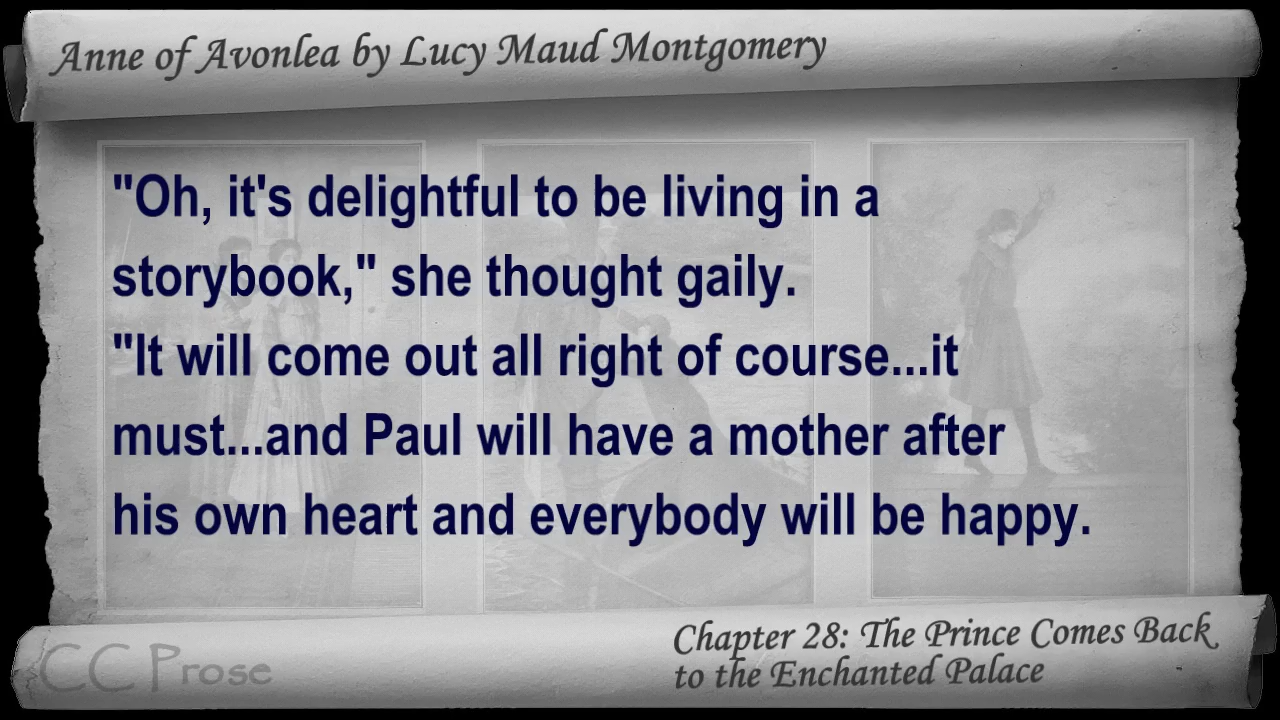 Anne of Avonlea by Lucy Maud Montgomery
"Oh, it's delightful to be living in a
storybook," she thought gaily.
"It will come out all right of course...it
must...and Paul will have a mother after
his own heart and everybody will be happy.
CC Prose
Chapter 28: The Prince Comes Back
to the Enchanted Palace